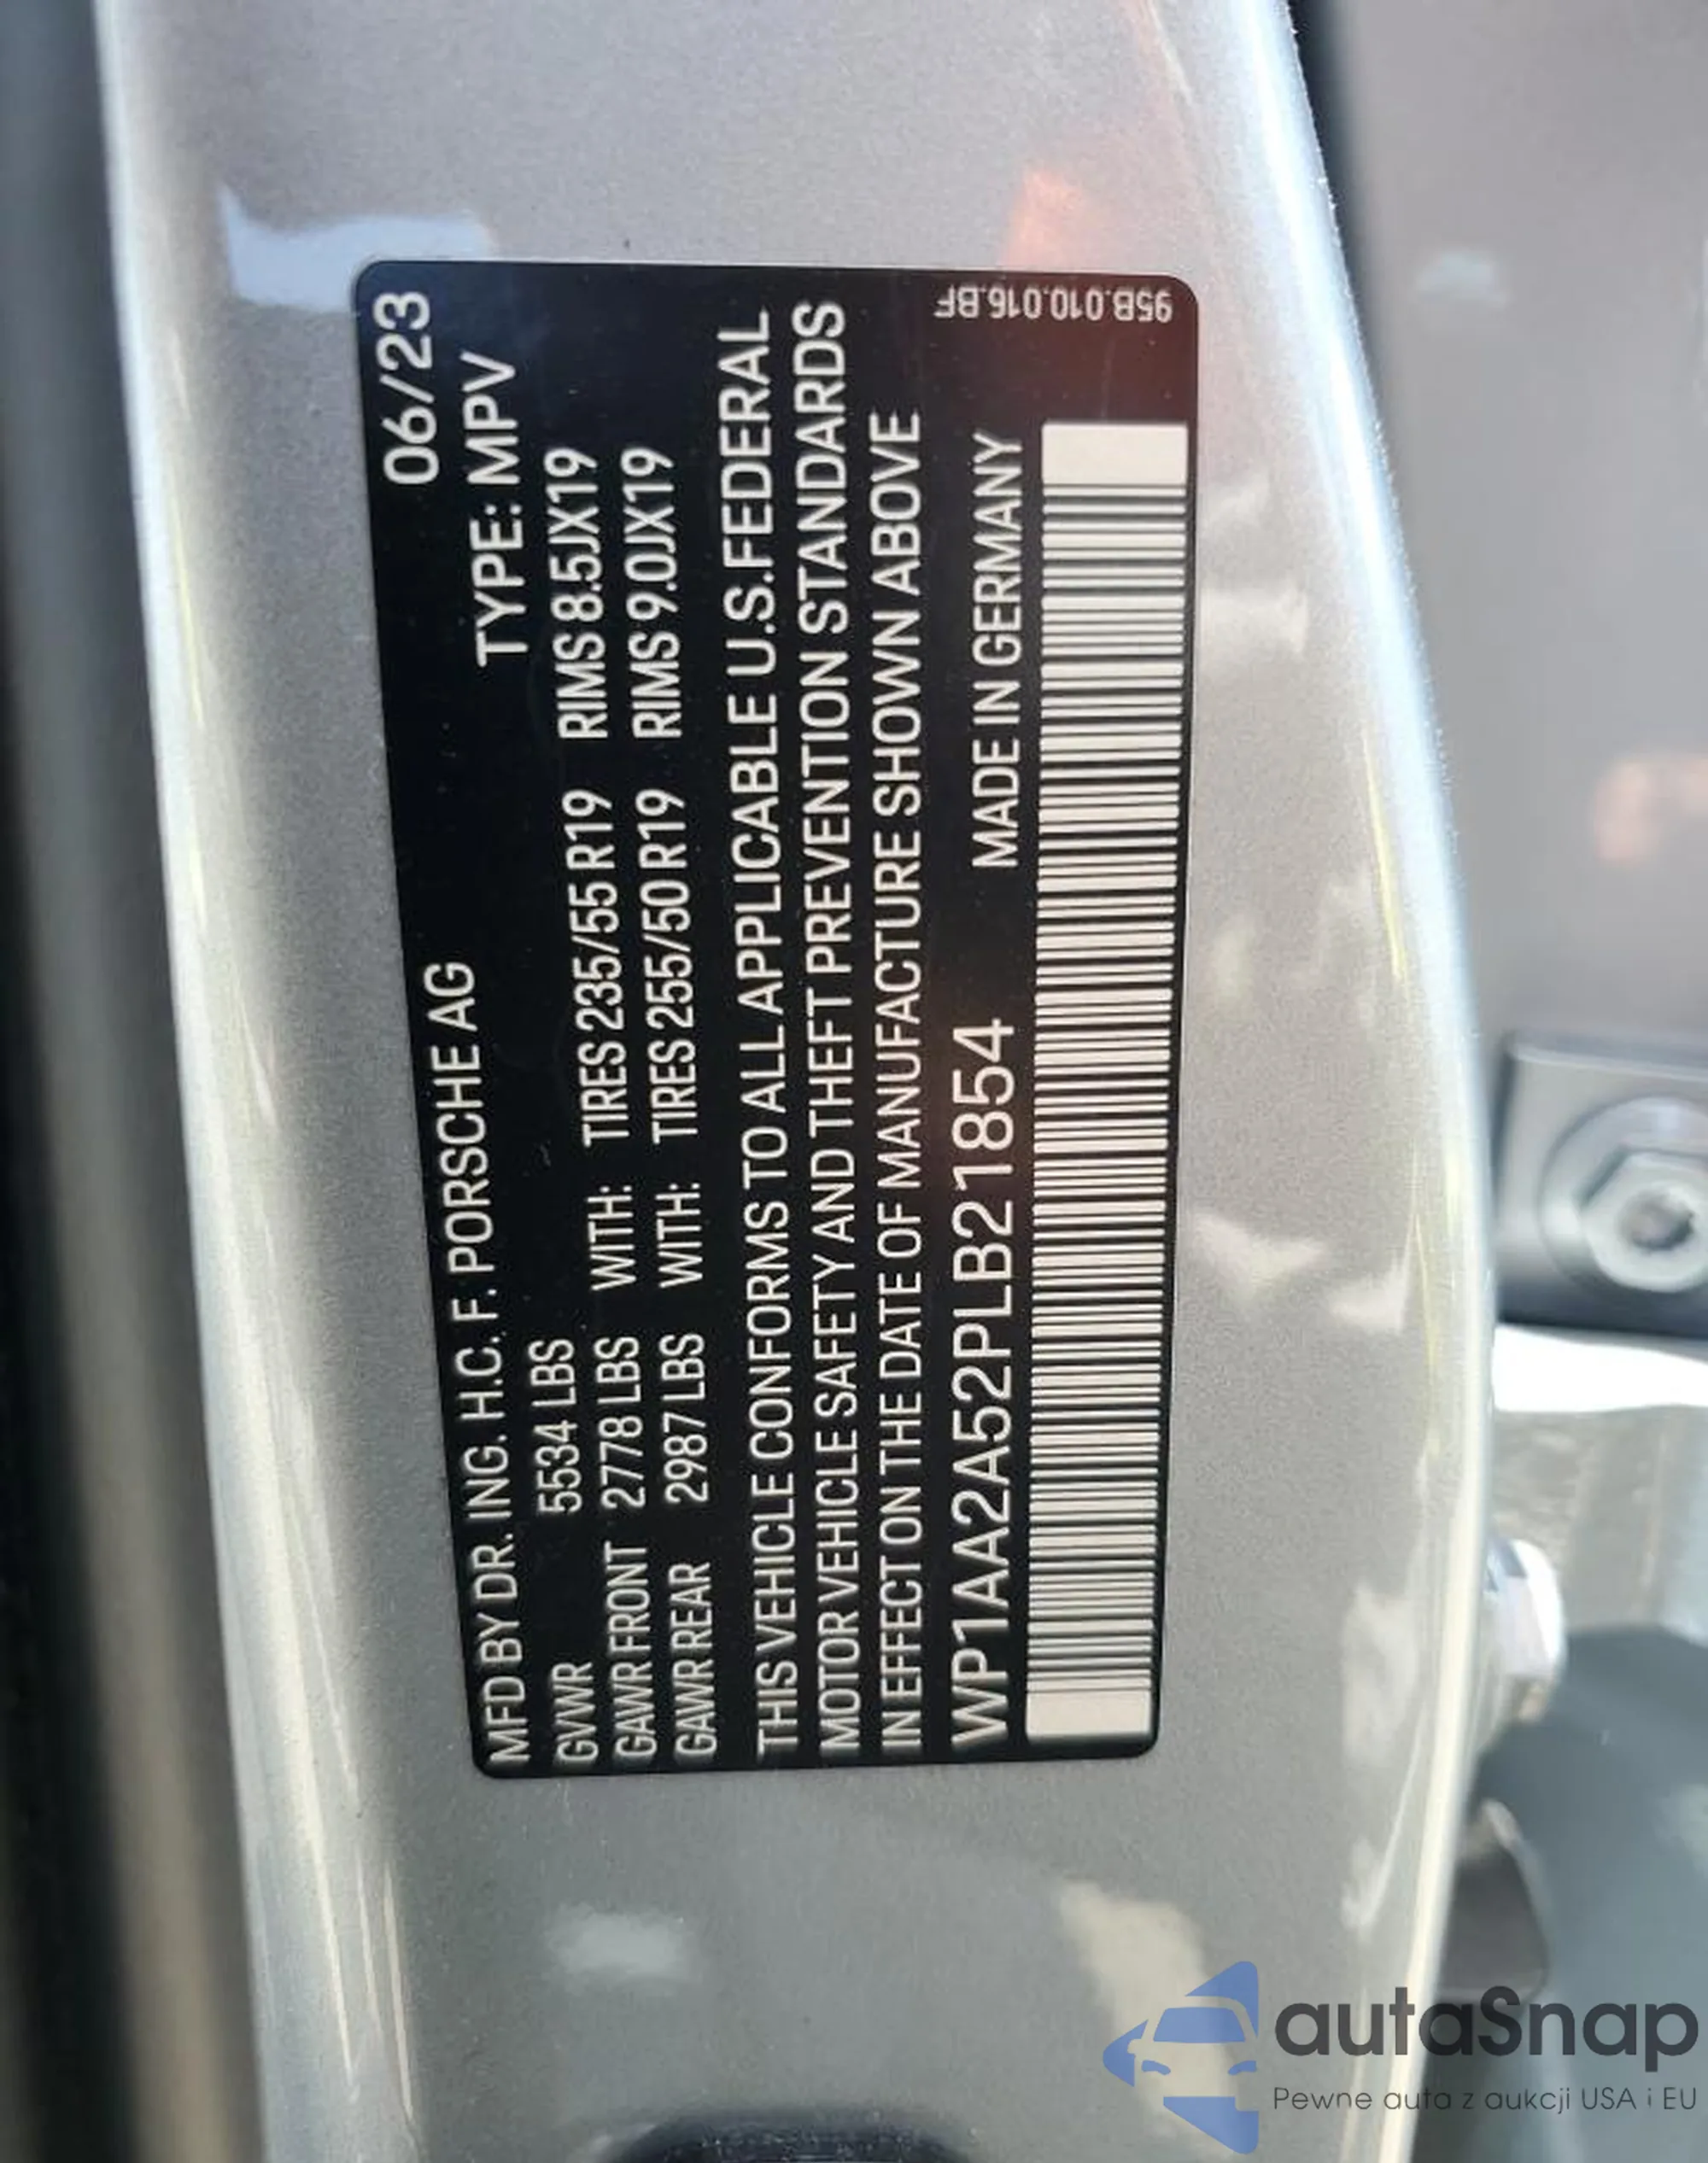 MFD BY DR. ING. H.C. F. PORSCHE AG 06/23
GVWR 5534 LBS TYPE: MPV
GAWR FRONT 2778 LBS WITH: TIRES 235/55 R19 RIMS 8.5JX19
GAWR REAR 2987 LBS WITH: TIRES 255/50 R19 RIMS 9.0JX19
THIS VEHICLE CONFORMS TO ALL APPLICABLE U.S. FEDERAL
MOTOR VEHICLE SAFETY AND THEFT PREVENTION STANDARDS
IN EFFECT ON THE DATE OF MANUFACTURE SHOWN ABOVE
WP1AA2A52PLB21854 MADE IN GERMANY
95B.010.016.BF
autaSnap
Pewne auta z aukcji USA i EU